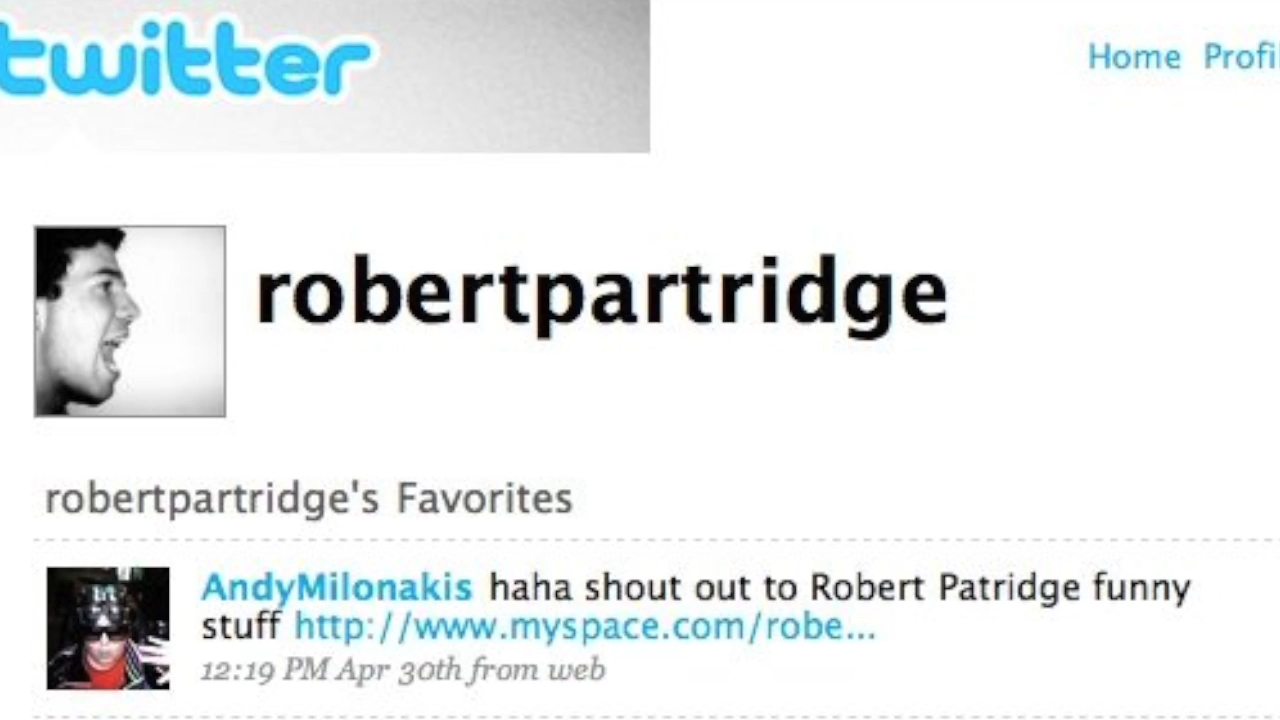 twitter
Home Profi
robertpartridge
robertpartridge's Favorites
AndyMilonakis haha shout out to Robert Patridge funny
stuff http://www.myspace.com/robe...
12:19 PM Apr 30th from web